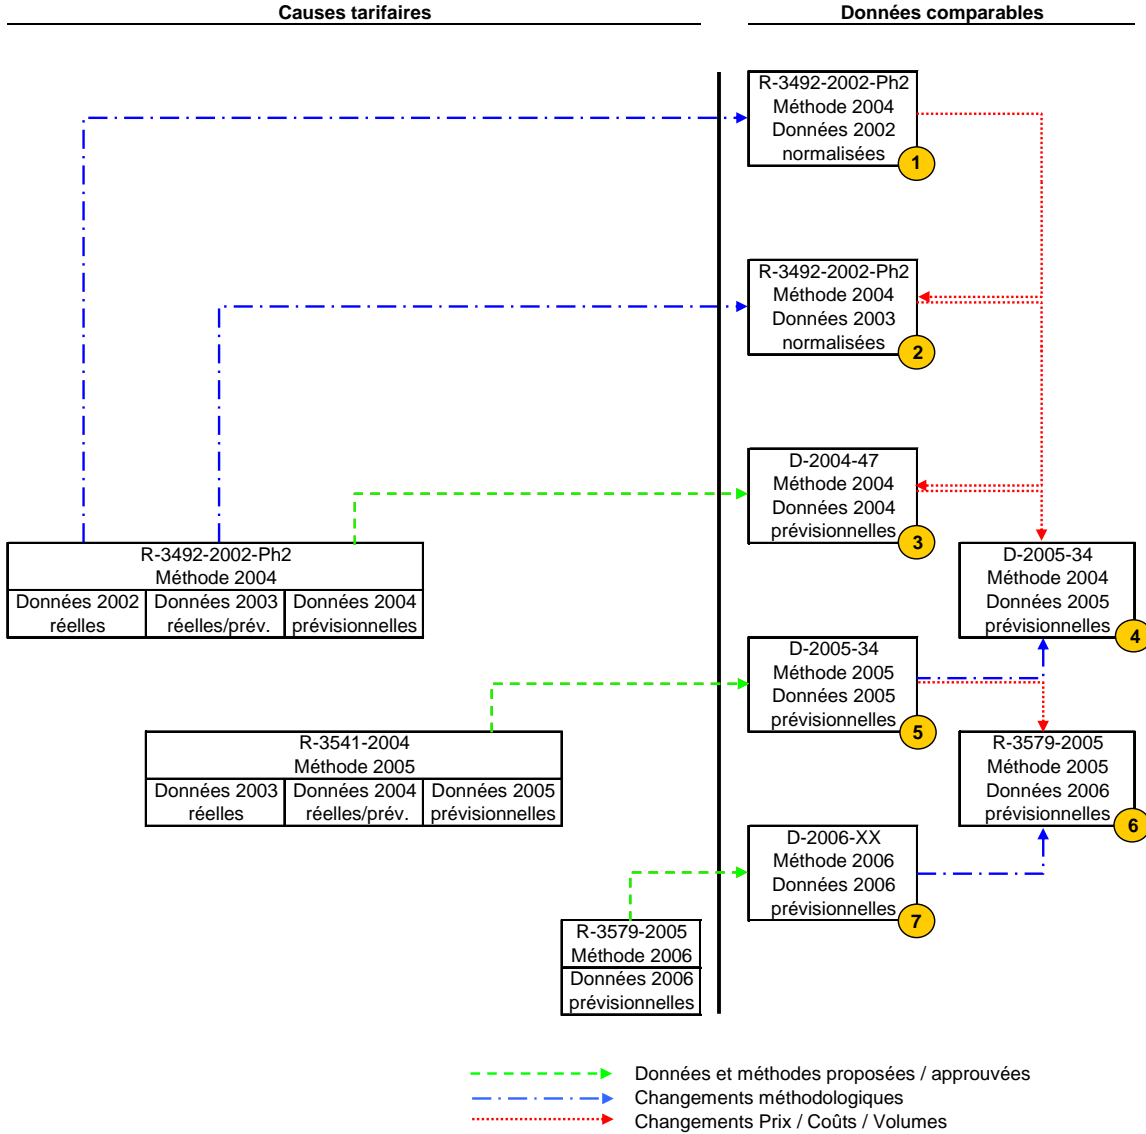 Causes tarifaires
Données comparables
R-3492-2002-Ph2
Méthode 2004
Données 2002
normalisées
1
R-3492-2002-Ph2
Méthode 2004
Données 2003
normalisées
2
D-2004-47
Méthode 2004
Données 2004
prévisionnelles
3
R-3492-2002-Ph2
Méthode 2004
Données 2002
réelles
Données 2003
réelles/prév.
Données 2004
prévisionnelles
D-2005-34
Méthode 2004
Données 2005
prévisionnelles
4
D-2005-34
Méthode 2005
Données 2005
prévisionnelles
5
R-3541-2004
Méthode 2005
Données 2003
réelles
Données 2004
réelles/prév.
Données 2005
prévisionnelles
R-3579-2005
Méthode 2005
Données 2006
prévisionnelles
6
D-2006-XX
Méthode 2006
Données 2006
prévisionnelles
7
R-3579-2005
Méthode 2006
Données 2006
prévisionnelles
Données et méthodes proposées / approuvées
Changements méthodologiques
Changements Prix / Coûts / Volumes